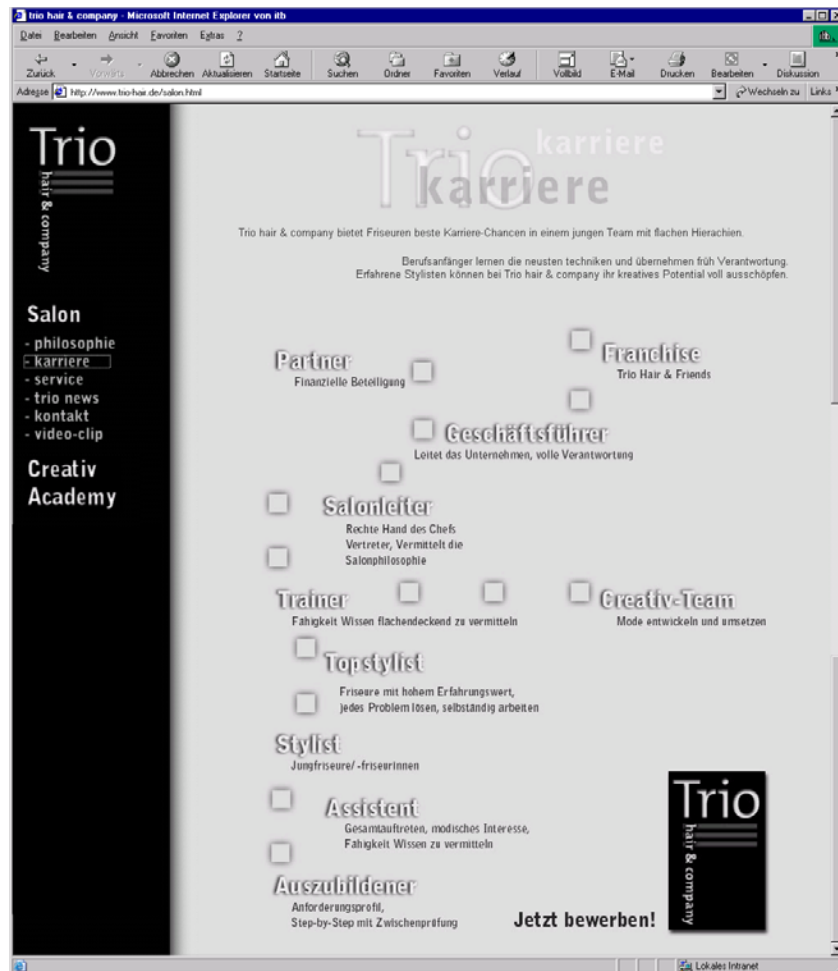 trio hair & company - Microsoft Internet Explorer von itb
Datei Bearbeiten Ansicht Favoriten Extras ?
Zurück Vorwärts Abbrechen Aktualisieren Startseite Suchen Ordner Favoriten Verlauf Vollbild E-Mail Drucken Bearbeiten Diskussion
Adresse http://www.trio-hair.de/salon.html Wechseln zu Links
Trio
hair & company
Salon
- philosophie
- karriere
- service
- trio news
- kontakt
- video-clip
Creativ
Academy
Trio karriere
karriere
Trio hair & company bietet Friseuren beste Karriere-Chancen in einem jungen Team mit flachen Hierachien.
Berufsanfänger lernen die neusten techniken und übernehmen früh Verantwortung.
Erfahrene Stylisten können bei Trio hair & company ihr kreatives Potential voll ausschöpfen.
Partner
Finanzielle Beteiligung
Franchise
Trio Hair & Friends
Geschäftsführer
Leitet das Unternehmen, volle Verantwortung
Salonleiter
Rechte Hand des Chefs
Vertreter, Vermittelt die
Salonphilosophie
Trainer
Fähigkeit Wissen flächendeckend zu vermitteln
Creativ-Team
Mode entwickeln und umsetzen
Topstylist
Friseure mit hohem Erfahrungswert,
jedes Problem lösen, selbständig arbeiten
Stylist
Jungfriseure/ -friseurinnen
Assistent
Gesamtauftreten, modisches Interesse,
Fähigkeit Wissen zu vermitteln
Auszubildener
Anforderungsprofil,
Step-by-Step mit Zwischenprüfung
Jetzt bewerben!
Trio
hair & company
Lokales Intranet